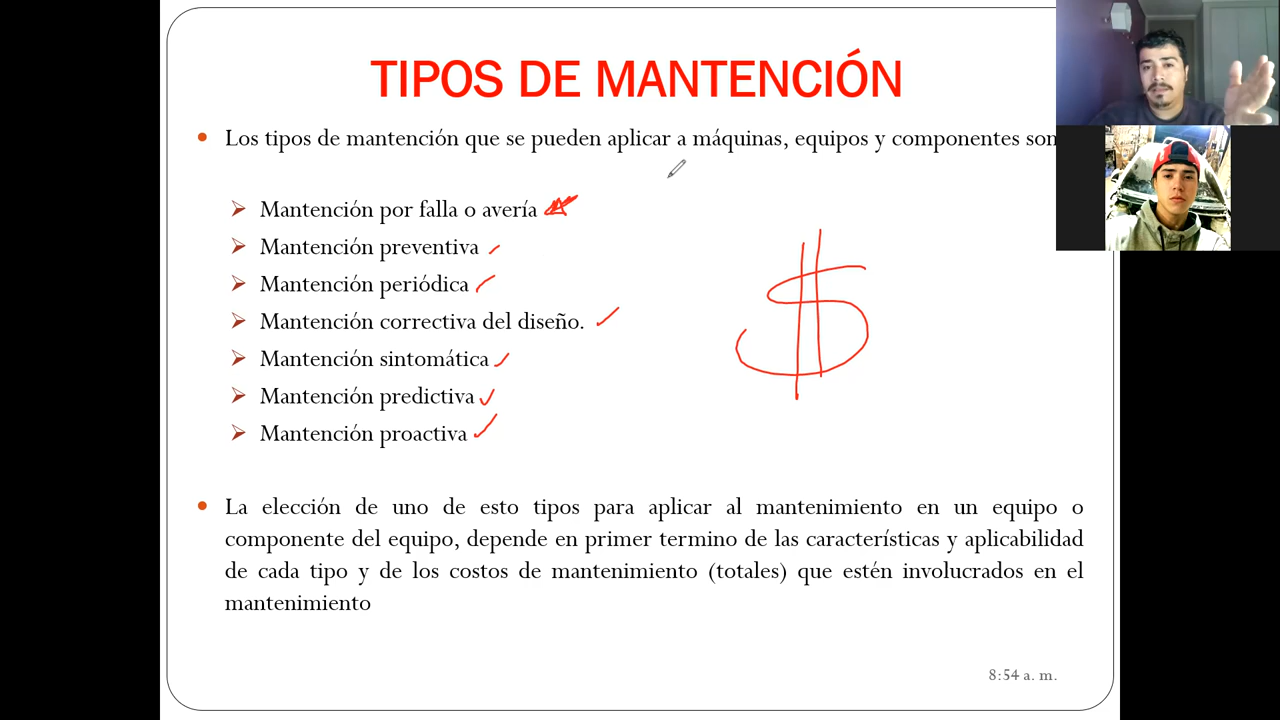 TIPOS DE MANTENCIÓN
Los tipos de mantención que se pueden aplicar a máquinas, equipos y componentes son
Mantención por falla o avería
Mantención preventiva
Mantención periódica
Mantención correctiva del diseño.
Mantención sintomática
Mantención predictiva
Mantención proactiva
$
La elección de uno de esto tipos para aplicar al mantenimiento en un equipo o
componente del equipo, depende en primer termino de las características y aplicabilidad
de cada tipo y de los costos de mantenimiento (totales) que estén involucrados en el
mantenimiento
8:54 a. m.